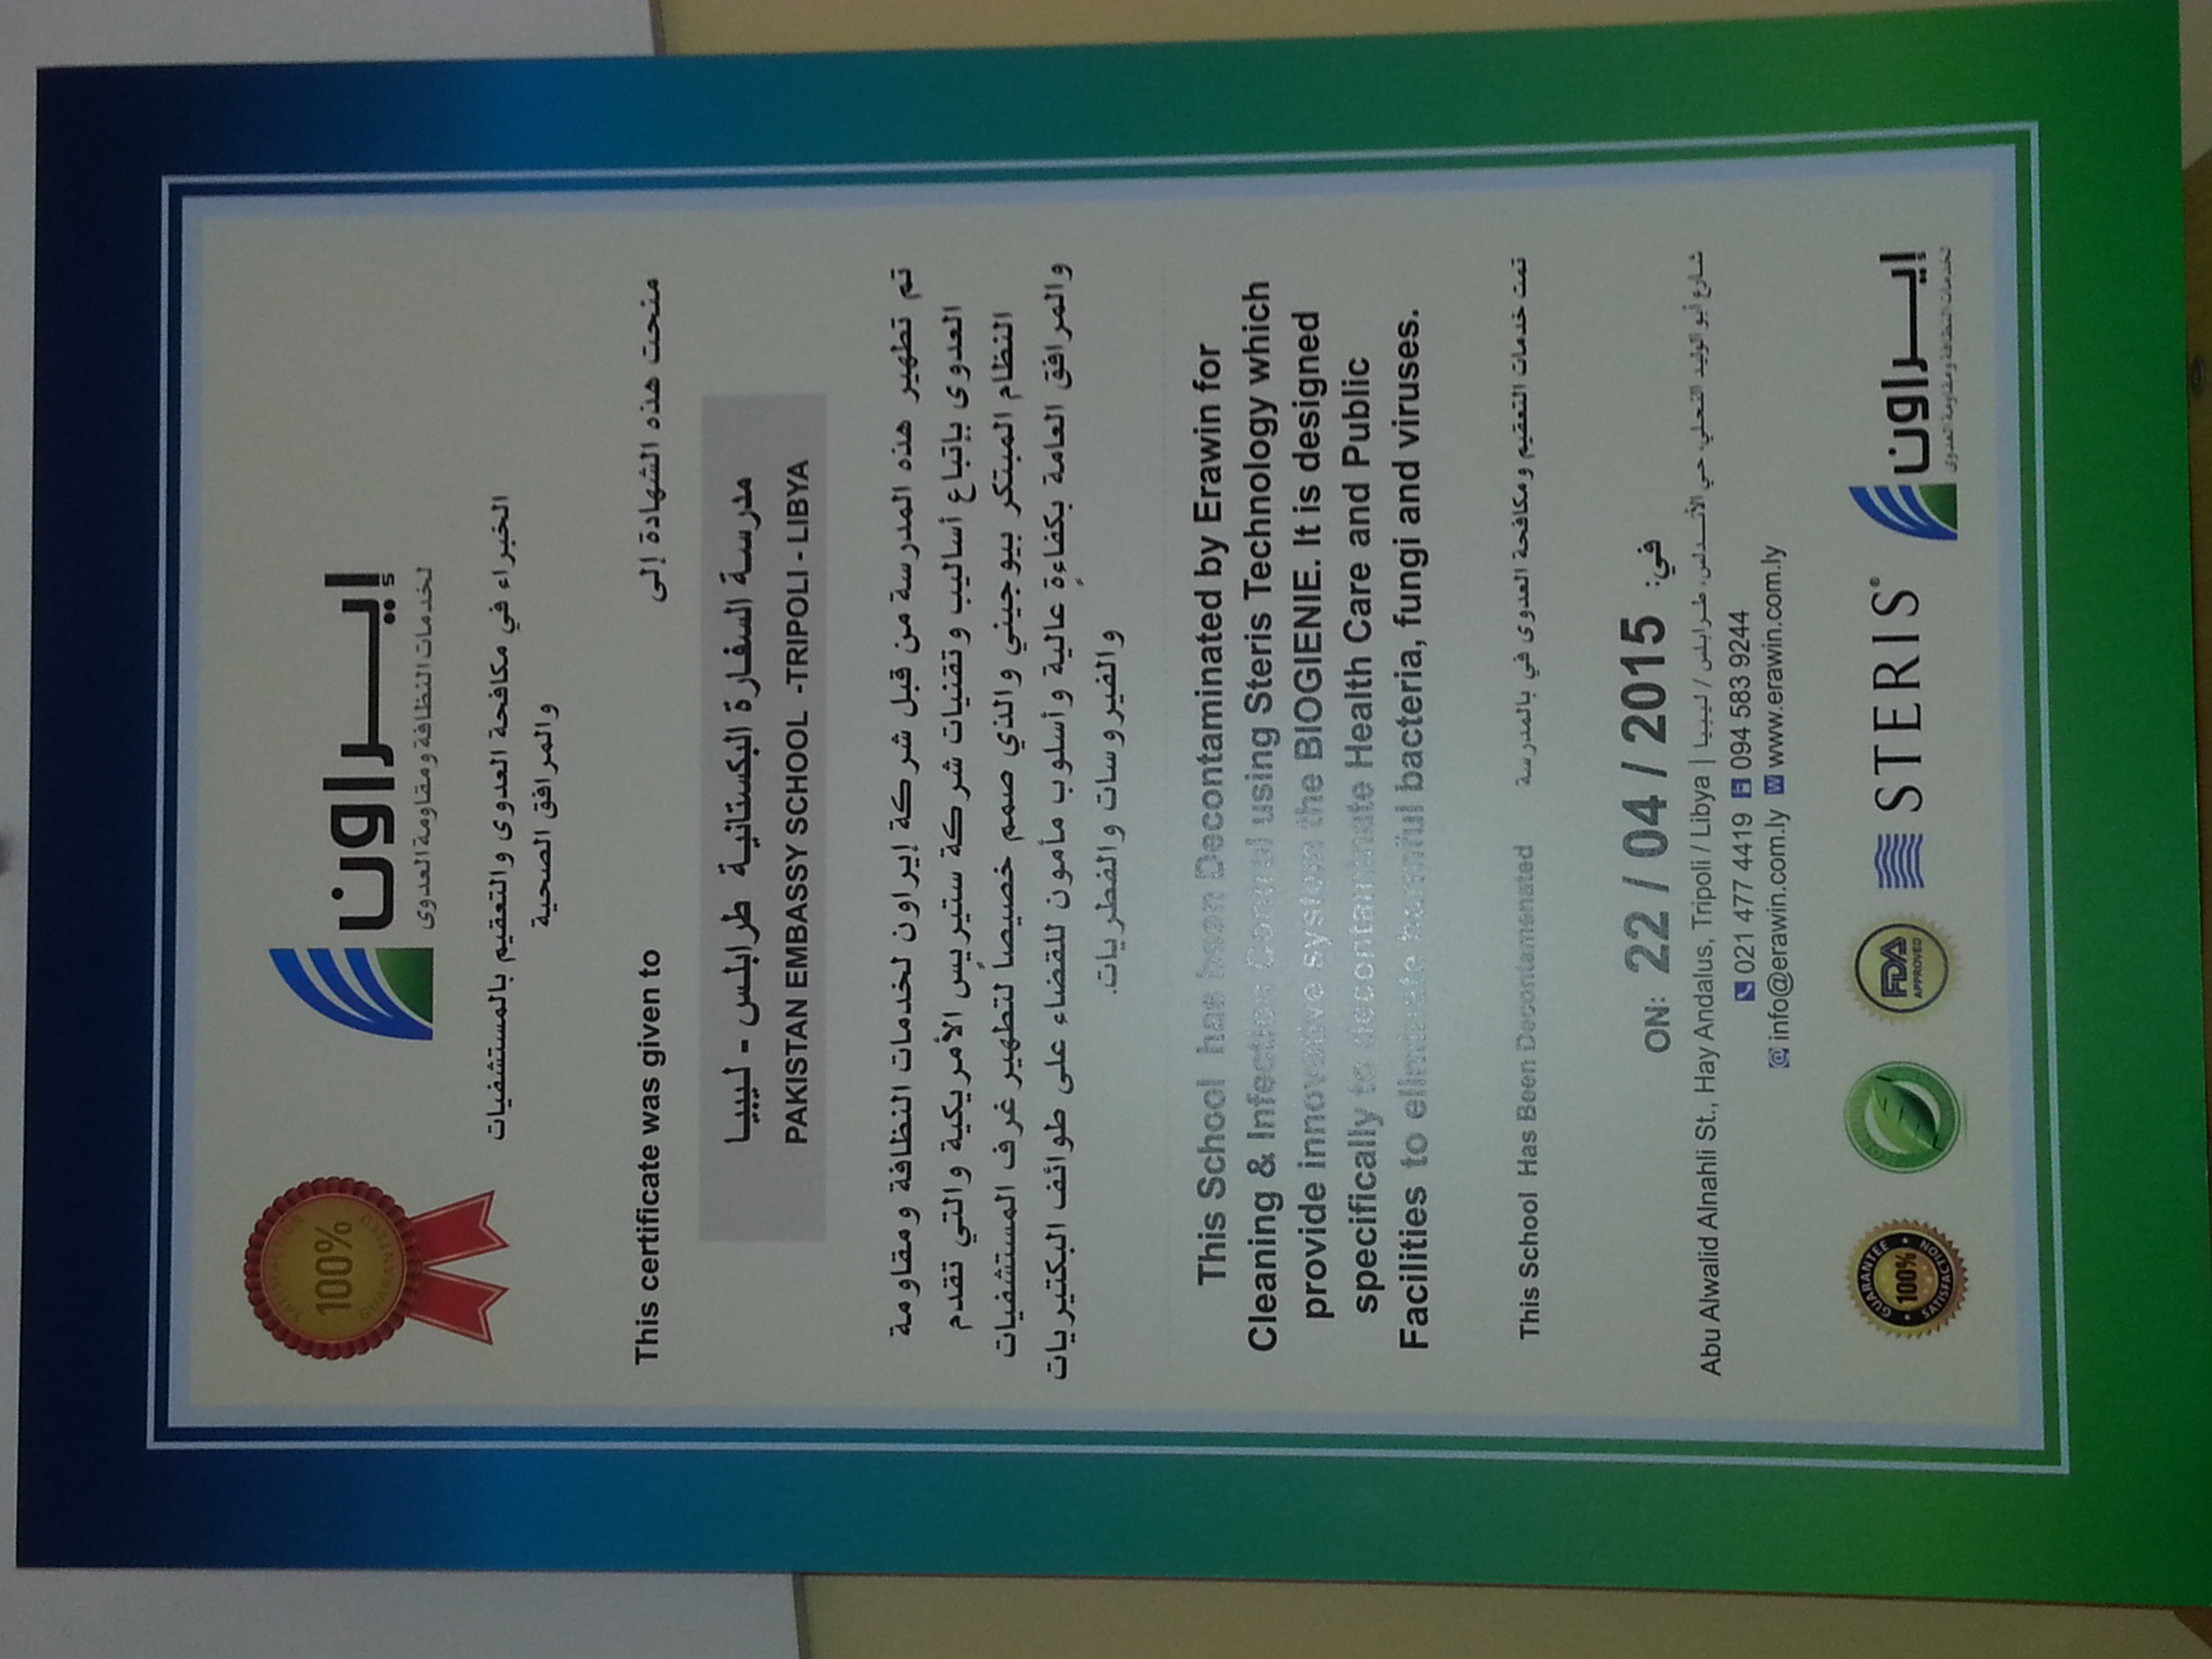 SATISFACTION
100%
GUARANTEED
إيراون
لخدمات النظافة ومقاومة العدوى
الخبراء في مكافحة العدوى والتعقيم بالمستشفيات
والمرافق الصحية
This certificate was given to منحت هذه الشهادة إلى
مدرسة السفارة البكستانية طرابلس - ليبيا
PAKISTAN EMBASSY SCHOOL -TRIPOLI - LIBYA
تم تطهير هذه المدرسة من قبل شركة إيراون لخدمات النظافة ومقاومة
العدوى بإتباع أساليب وتقنيات شركة ستيريس الأمريكية والتي تقدم
النظام المبتكر بيوجيني والذي صمم خصيصاً لتطهير غرف المستشفيات
والمرافق العامة بكفاءةٍ عالية وأسلوب مأمون للقضاء على طوائف البكتيريات
والفيروسات والفطريات.
This School has been Decontaminated by Erawin for
Cleaning & Infection Control using Steris Technology which
provide innovative system the BIOGIENIE. It is designed
specifically to decontaminate Health Care and Public
Facilities to eliminate harmful bacteria, fungi and viruses.
This School Has Been Decontamenated تمت خدمات التعقيم ومكافحة العدوى في بالمدرسة
ON: 22 / 04 / 2015 في:
Abu Alwalid Alnahli St., Hay Andalus, Tripoli / Libya | شارع أبو الوليد النحلي، حي الأندلس، طرابلس / ليبيا
021 477 4419 094 583 9244
@ info@erawin.com.ly W www.erawin.com.ly
GUARANTEE
100%
SATISFACTION
FDA
APPROVED
STERIS®
إيراون
لخدمات النظافة ومقاومة العدوى